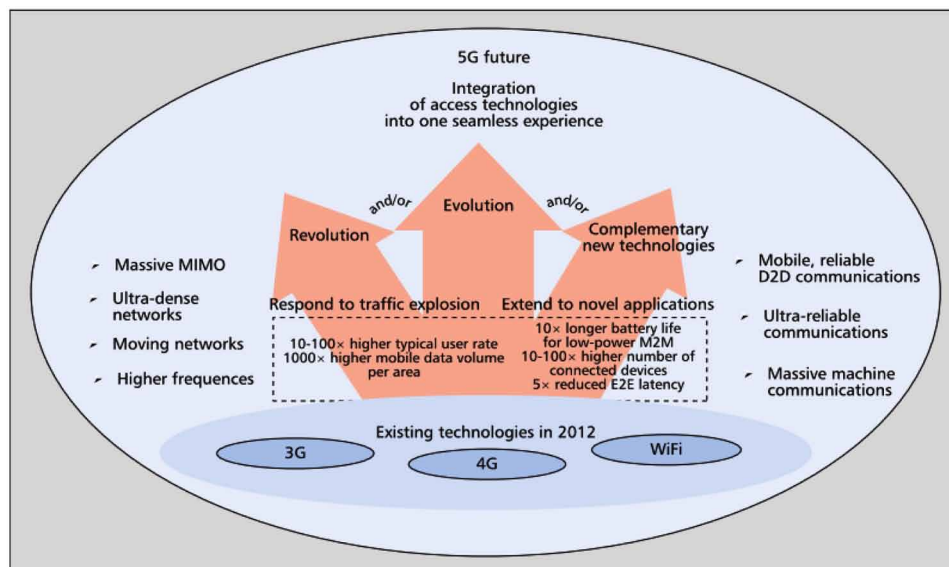 5G future
Integration
of access technologies
into one seamless experience
and/or
Evolution
and/or
Revolution
Complementary
new technologies
➤ Massive MIMO
➤ Ultra-dense
networks
➤ Moving networks
➤ Higher frequencies
Respond to traffic explosion
10-100× higher typical user rate
1000× higher mobile data volume
per area
Extend to novel applications
10× longer battery life
for low-power M2M
10-100× higher number of
connected devices
5× reduced E2E latency
➤ Mobile, reliable
D2D communications
➤ Ultra-reliable
communications
➤ Massive machine
communications
Existing technologies in 2012
3G
4G
WiFi